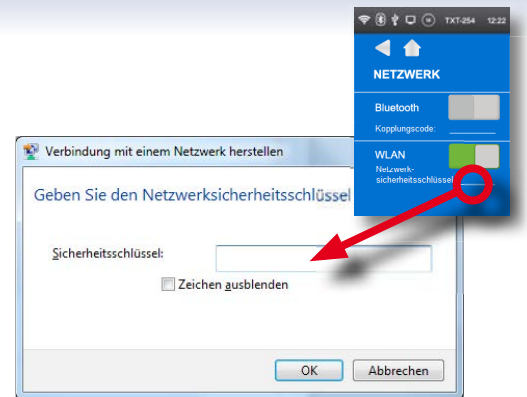 TXT-254 12:22
NETZWERK
Bluetooth
Kopplungscode:
WLAN
Netzwerk-
sicherheitsschlüssel
Verbindung mit einem Netzwerk herstellen
Geben Sie den Netzwerksicherheitsschlüssel
Sicherheitsschlüssel:
Zeichen ausblenden
OK Abbrechen